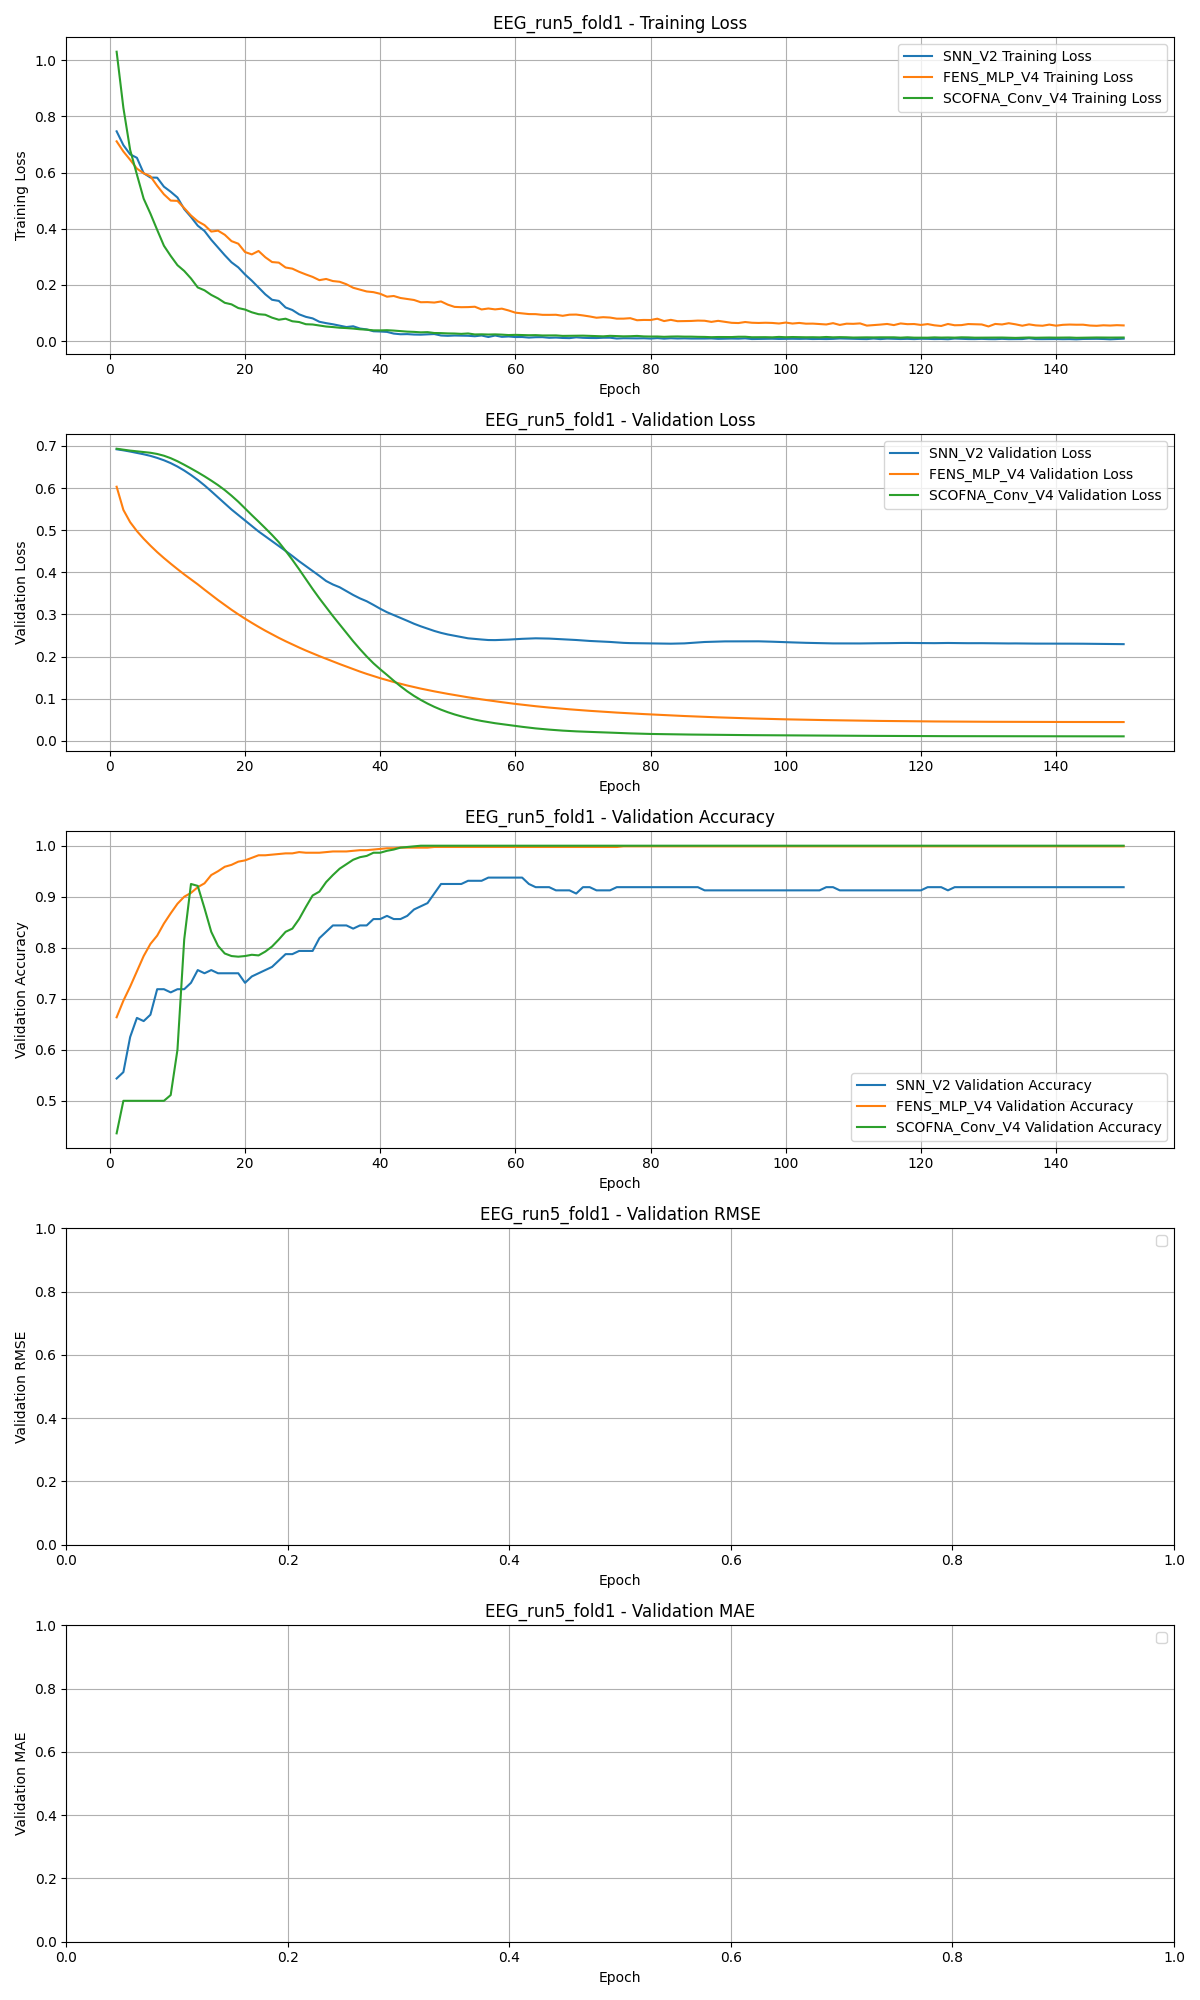 EEG_run5_fold1 - Training Loss
SNN_V2 Training Loss
FENS_MLP_V4 Training Loss
SCOFNA_Conv_V4 Training Loss
Training Loss
1.0
0.8
0.6
0.4
0.2
0.0
0 20 40 60 80 100 120 140
Epoch
EEG_run5_fold1 - Validation Loss
SNN_V2 Validation Loss
FENS_MLP_V4 Validation Loss
SCOFNA_Conv_V4 Validation Loss
Validation Loss
0.7
0.6
0.5
0.4
0.3
0.2
0.1
0.0
0 20 40 60 80 100 120 140
Epoch
EEG_run5_fold1 - Validation Accuracy
Validation Accuracy
1.0
0.9
0.8
0.7
0.6
0.5
SNN_V2 Validation Accuracy
FENS_MLP_V4 Validation Accuracy
SCOFNA_Conv_V4 Validation Accuracy
0 20 40 60 80 100 120 140
Epoch
EEG_run5_fold1 - Validation RMSE
Validation RMSE
1.0
0.8
0.6
0.4
0.2
0.0
0.0 0.2 0.4 0.6 0.8 1.0
Epoch
EEG_run5_fold1 - Validation MAE
Validation MAE
1.0
0.8
0.6
0.4
0.2
0.0
0.0 0.2 0.4 0.6 0.8 1.0
Epoch